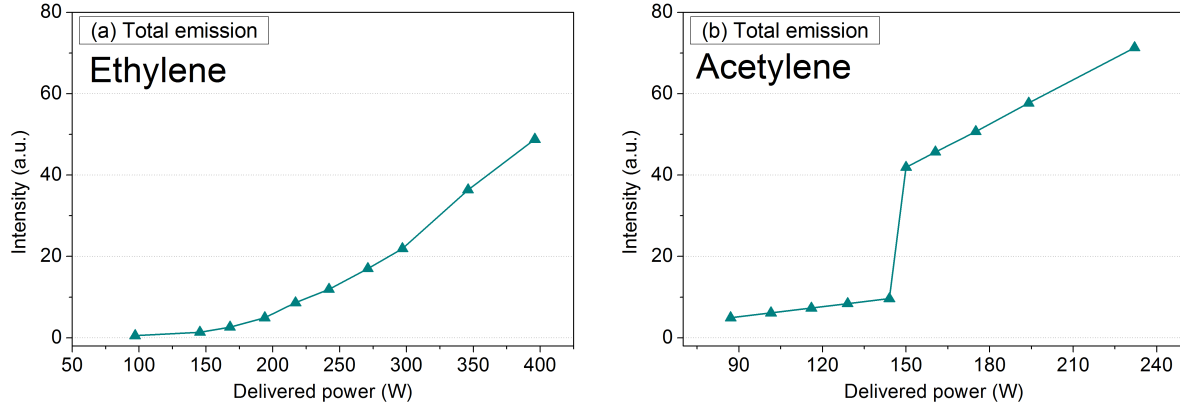 (a) Total emission
Ethylene
Intensity (a.u.)
80
60
40
20
0
50 100 150 200 250 300 350 400
Delivered power (W)
(b) Total emission
Acetylene
Intensity (a.u.)
80
60
40
20
0
90 120 150 180 210 240
Delivered power (W)